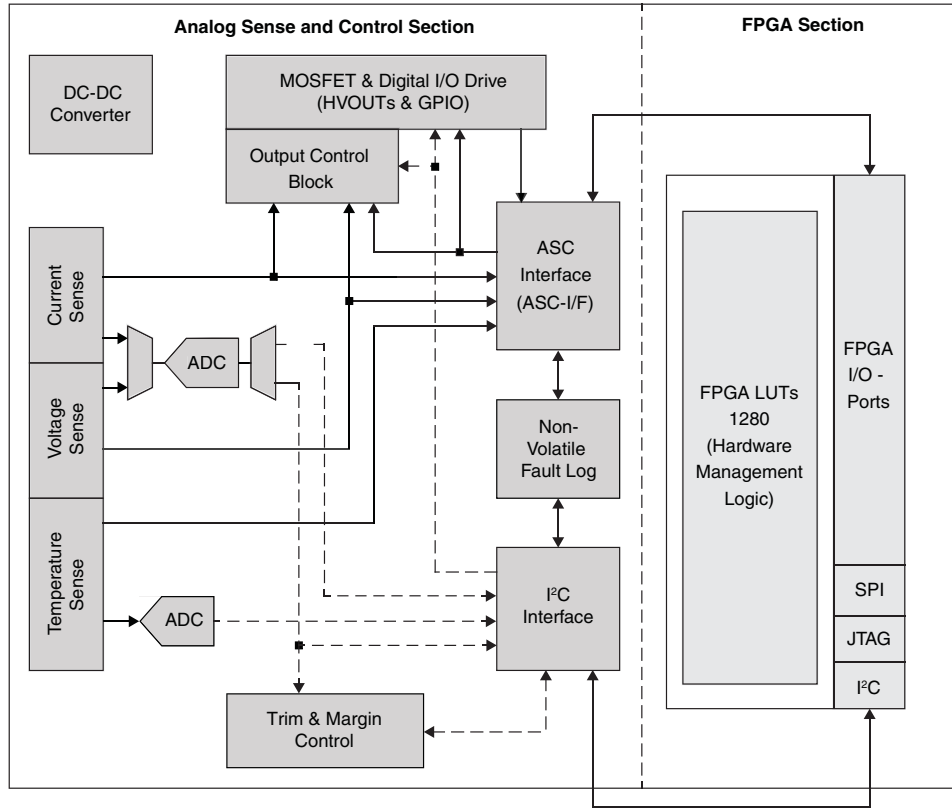 Analog Sense and Control Section
FPGA Section
DC-DC
Converter
MOSFET & Digital I/O Drive
(HVOUTs & GPIO)
Output Control
Block
ASC
Interface
(ASC-I/F)
Current
Sense
ADC
Voltage
Sense
Non-
Volatile
Fault Log
Temperature
Sense
ADC
I²C
Interface
Trim & Margin
Control
FPGA LUTs
1280
(Hardware
Management
Logic)
FPGA
I/O -
Ports
SPI
JTAG
I²C